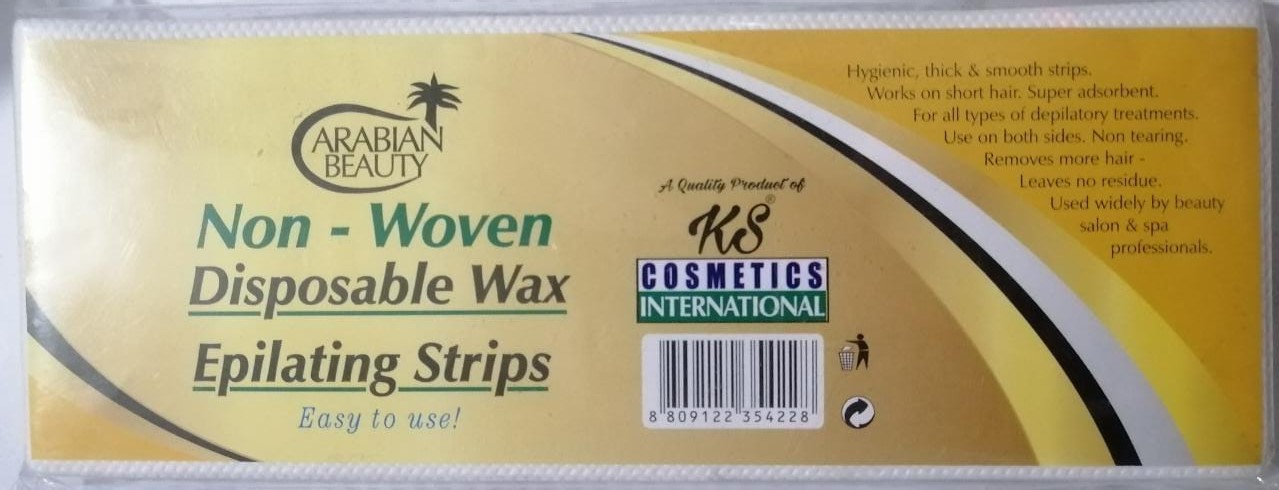 ARABIAN
BEAUTY
Non - Woven
Disposable Wax
Epilating Strips
Easy to use!
A Quality Product of
KS®
COSMETICS
INTERNATIONAL
8 809122 354228
Hygienic, thick & smooth strips.
Works on short hair. Super adsorbent.
For all types of depilatory treatments.
Use on both sides. Non tearing.
Removes more hair -
Leaves no residue.
Used widely by beauty
salon & spa
professionals.